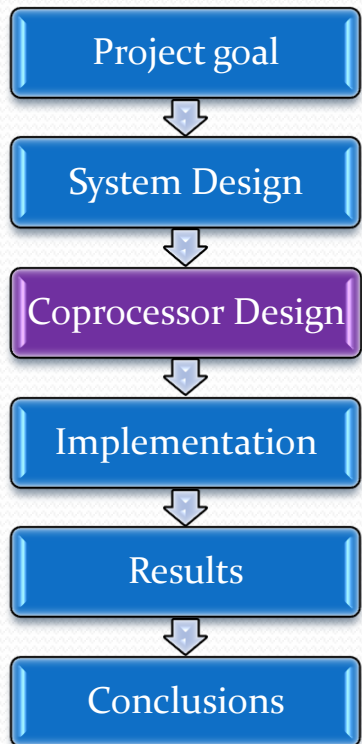 Project goal
System Design
Coprocessor Design
Implementation
Results
Conclusions